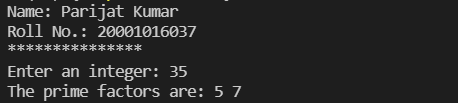 Name: Parijat Kumar
Roll No.: 20001016037
***************
Enter an integer: 35
The prime factors are: 5 7